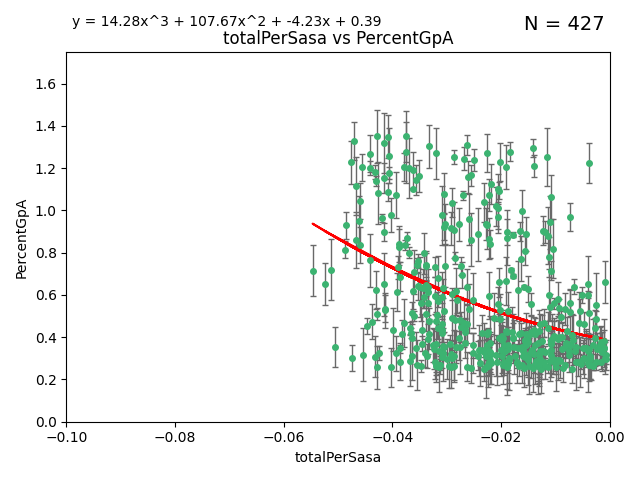 y = 14.28x^3 + 107.67x^2 + -4.23x + 0.39
N = 427
totalPerSasa vs PercentGpA
PercentGpA
1.6
1.4
1.2
1.0
0.8
0.6
0.4
0.2
0.0
−0.10 −0.08 −0.06 −0.04 −0.02 0.00
totalPerSasa